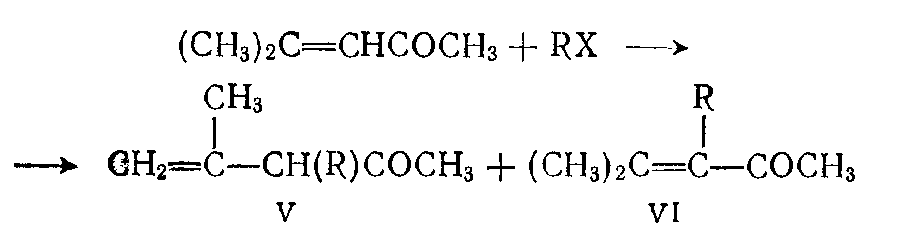 (CH₃)₂C=CHCOCH₃ + RX ⟶
CH₃ R
⟶ CH₂=C—CH(R)COCH₃ + (CH₃)₂C=C—COCH₃
V VI